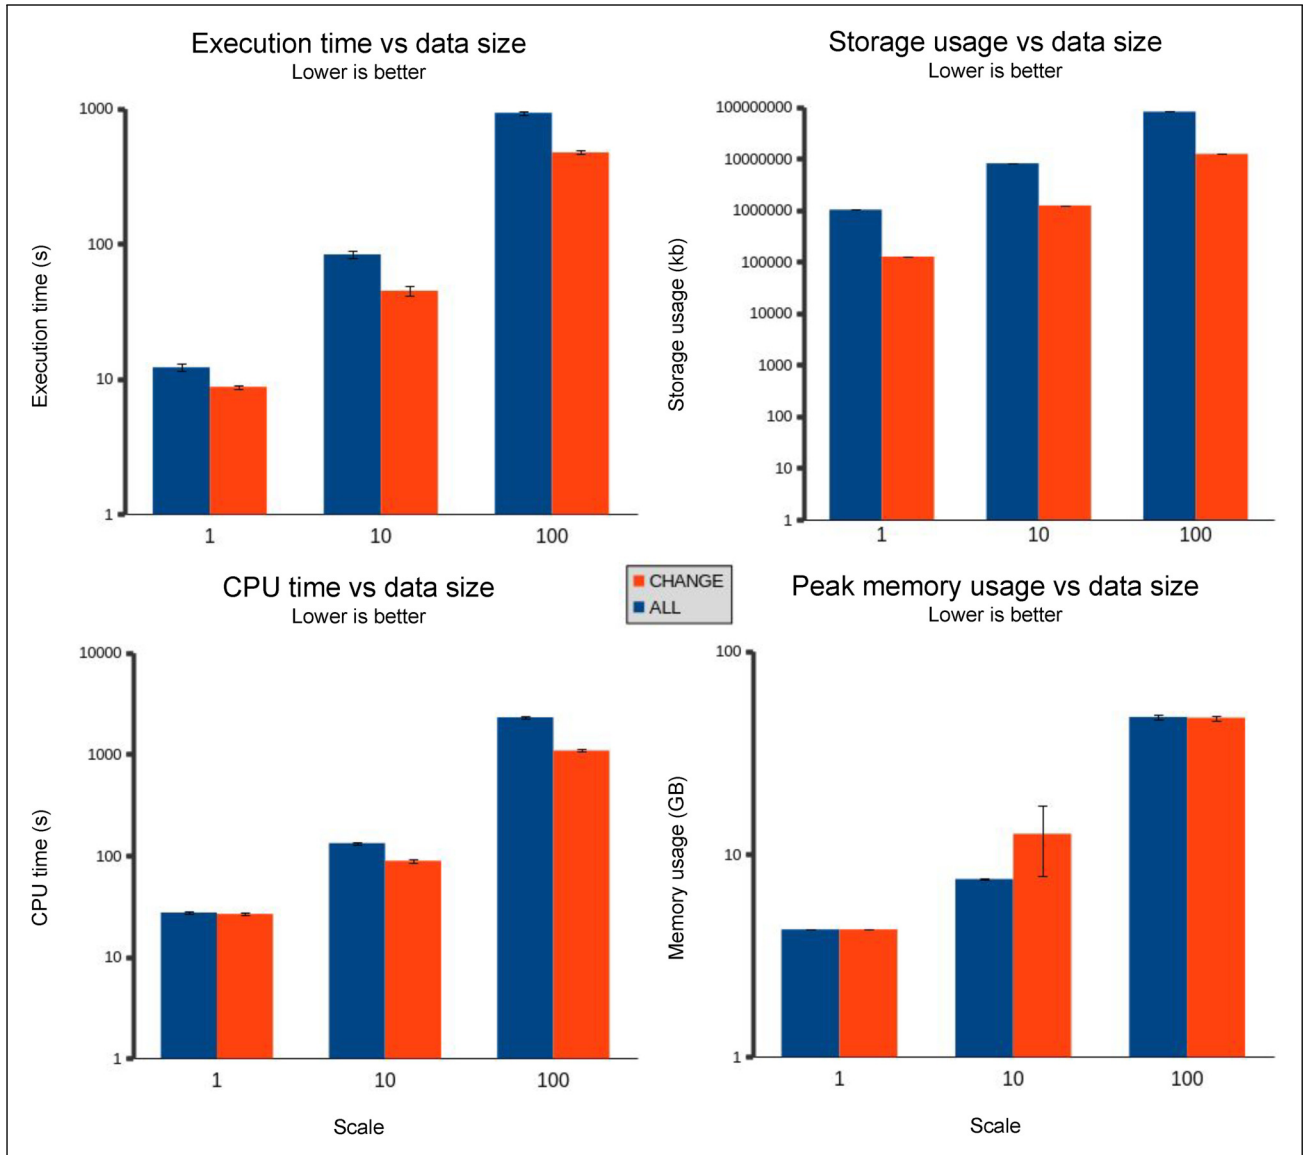 Execution time vs data size
Lower is better
1000
100
10
1
Execution time (s)
1
10
100
Storage usage vs data size
Lower is better
100000000
10000000
1000000
100000
10000
1000
100
10
1
Storage usage (kb)
1
10
100
CHANGE
ALL
CPU time vs data size
Lower is better
10000
1000
100
10
1
CPU time (s)
1
10
100
Scale
Peak memory usage vs data size
Lower is better
100
10
1
Memory usage (GB)
1
10
100
Scale